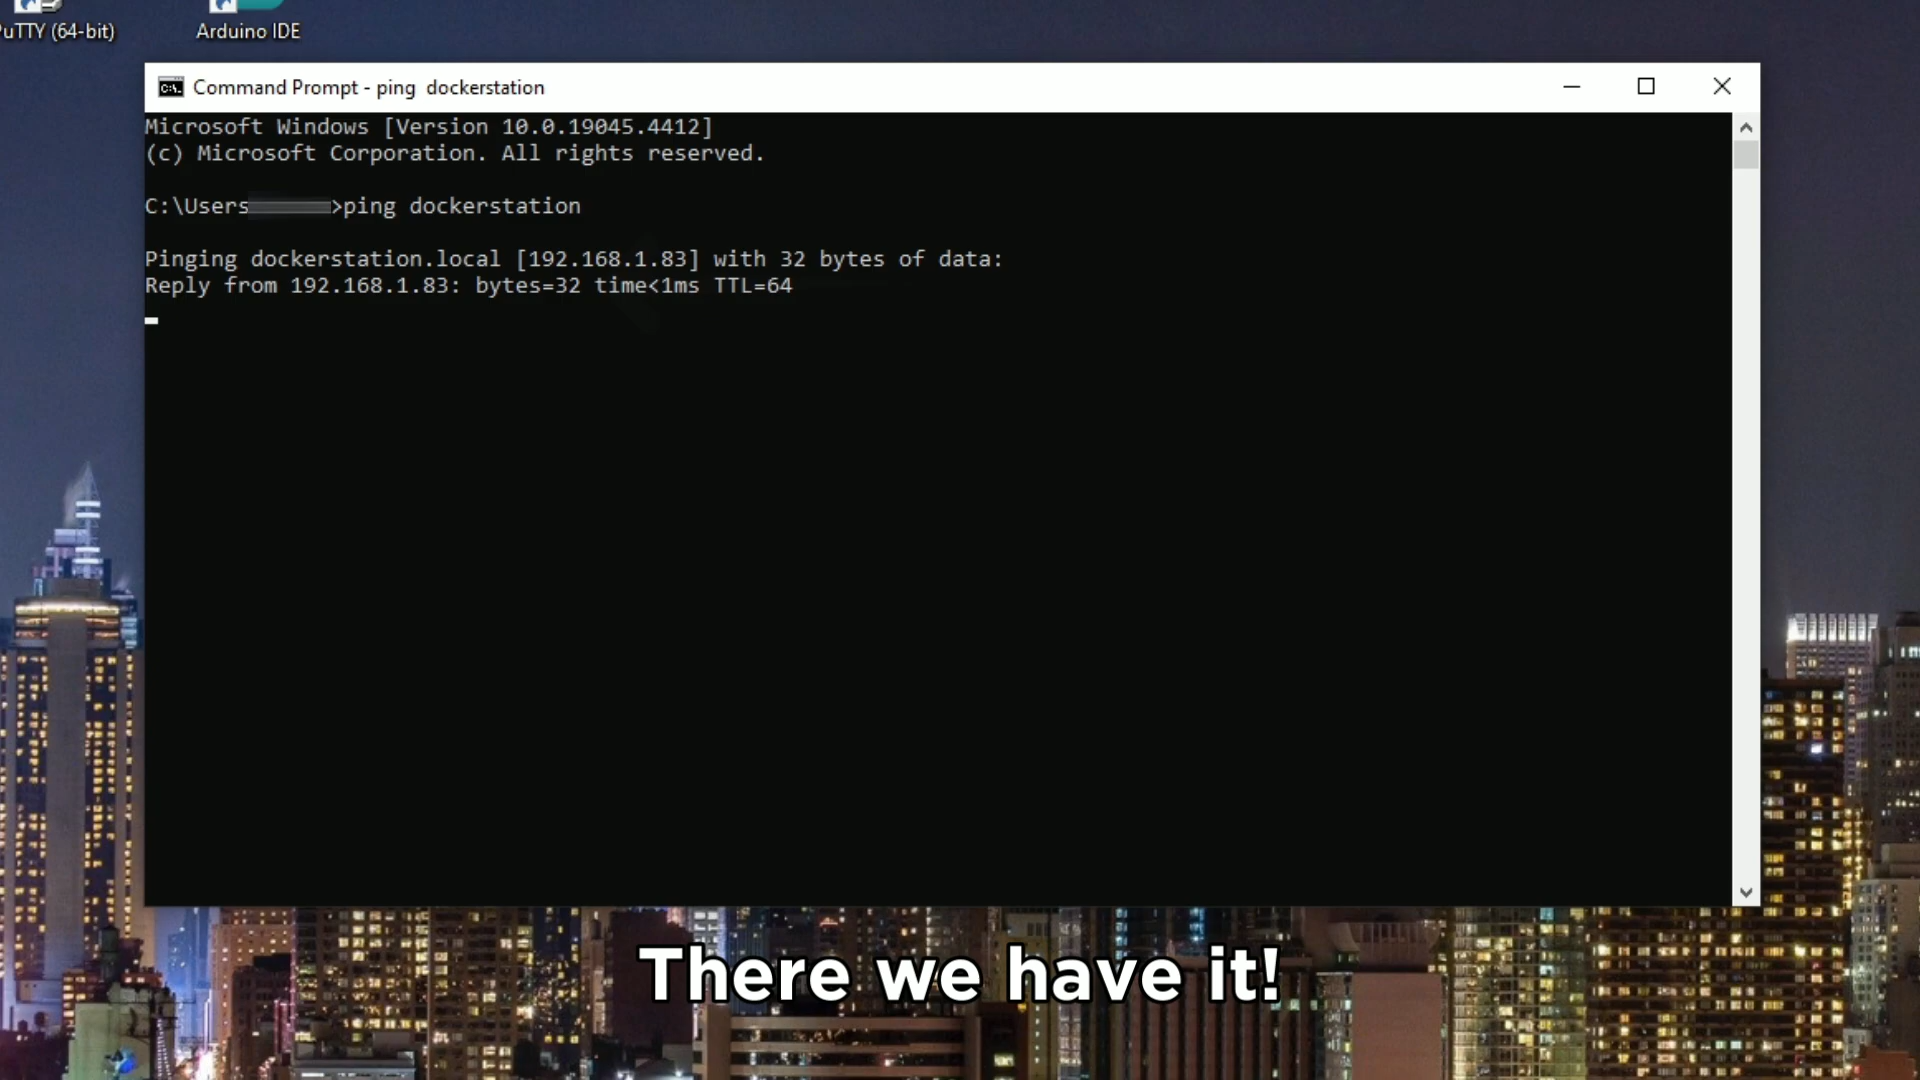 PuTTY (64-bit)
Arduino IDE
Command Prompt - ping  dockerstation
Microsoft Windows [Version 10.0.19045.4412]
(c) Microsoft Corporation. All rights reserved.
C:\Users>ping dockerstation
Pinging dockerstation.local [192.168.1.83] with 32 bytes of data:
Reply from 192.168.1.83: bytes=32 time<1ms TTL=64
There we have it!